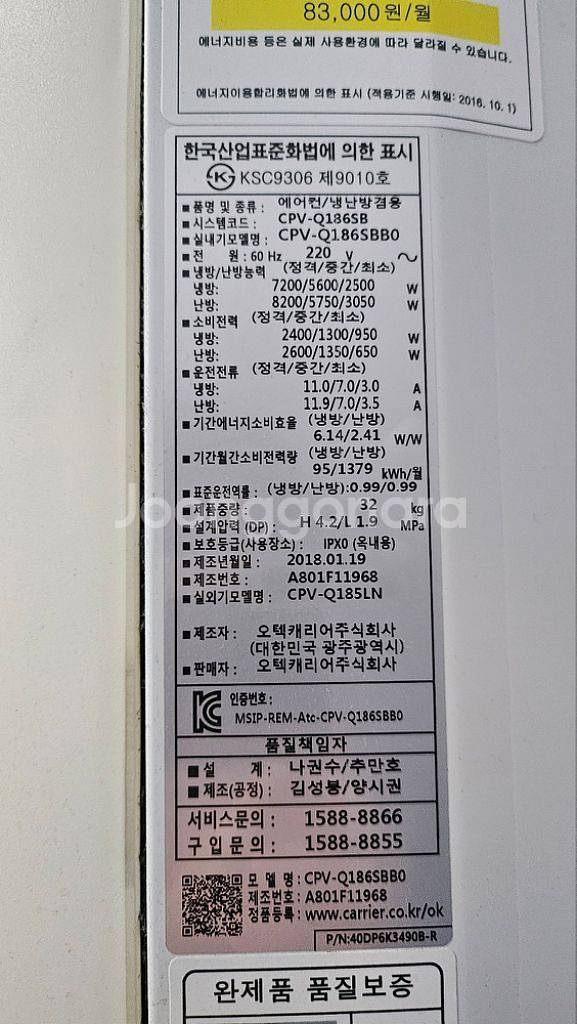 83,000원/월
에너지비용 등은 실제 사용환경에 따라 달라질 수 있습니다.
에너지이용합리화법에 의한 표시 (적용기준 시행일: 2016. 10. 1)
한국산업표준화법에 의한 표시
KSC9306 제9010호
■ 품명 및 종류 : 에어컨/냉난방겸용
■ 시스템코드 : CPV-Q186SB
■ 실내기모델명 : CPV-Q186SBB0
■ 전 원 : 60 Hz 220 V ~
■ 냉방/난방능력 (정격/중간/최소)
냉방: 7200/5600/2500 W
난방: 8200/5750/3050 W
■ 소비전력 (정격/중간/최소)
냉방: 2400/1300/950 W
난방: 2600/1350/650 W
■ 운전전류 (정격/중간/최소)
냉방: 11.0/7.0/3.0 A
난방: 11.9/7.0/3.5 A
■ 기간에너지소비효율 (냉방/난방)
6.14/2.41 W/W
■ 기간월간소비전력량 (냉방/난방)
95/1379 kWh/월
■ 표준운전역률 : (냉방/난방):0.99/0.99
■ 제품중량 : 32 kg
■ 설계압력 (DP) : H 4.2/L 1.9 MPa
■ 보호등급(사용장소) : IPX0 (옥내용)
■ 제조년월일 : 2018.01.19
■ 제조번호 : A801F11968
■ 실외기모델명 : CPV-Q185LN
■ 제조자 : 오텍캐리어주식회사
(대한민국 광주광역시)
■ 판매자 : 오텍캐리어주식회사
인증번호 :
MSIP-REM-Atc-CPV-Q186SBB0
품질책임자
■ 설 계 : 나권수/추만호
■ 제조(공정) : 김성봉/양시권
서비스문의 : 1588-8866
구입문의 : 1588-8855
모 델 명 : CPV-Q186SBB0
제조번호 : A801F11968
정품등록 : www.carrier.co.kr/ok
P/N:40DP6K3490B-R
완제품 품질보증
Joonggonara